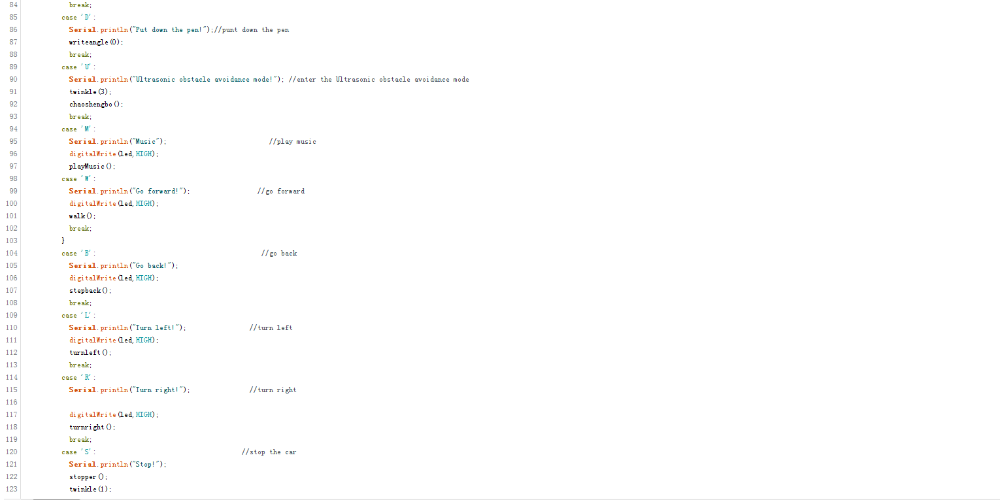 84 break;
85 case 'D':
86 Serial.println("Put down the pen!");//punt down the pen
87 writeangle(0);
88 break;
89 case 'U':
90 Serial.println("Ultrasonic obstacle avoidance mode!"); //enter the Ultrasonic obstacle avoidance mode
91 twinkle(3);
92 chaoshengbo();
93 break;
94 case 'M':
95 Serial.println("Music"); //play music
96 digitalWrite(led,HIGH);
97 playMusic();
98 case 'W':
99 Serial.println("Go forward!"); //go forward
100 digitalWrite(led,HIGH);
101 walk();
102 break;
103 }
104 case 'B': //go back
105 Serial.println("Go back!");
106 digitalWrite(led,HIGH);
107 stepback();
108 break;
109 case 'L':
110 Serial.println("Turn left!"); //turn left
111 digitalWrite(led,HIGH);
112 turnleft();
113 break;
114 case 'R':
115 Serial.println("Turn right!"); //turn right
116
117 digitalWrite(led,HIGH);
118 turnright();
119 break;
120 case 'S': //stop the car
121 Serial.println("Stop!");
122 stopper();
123 twinkle(1);